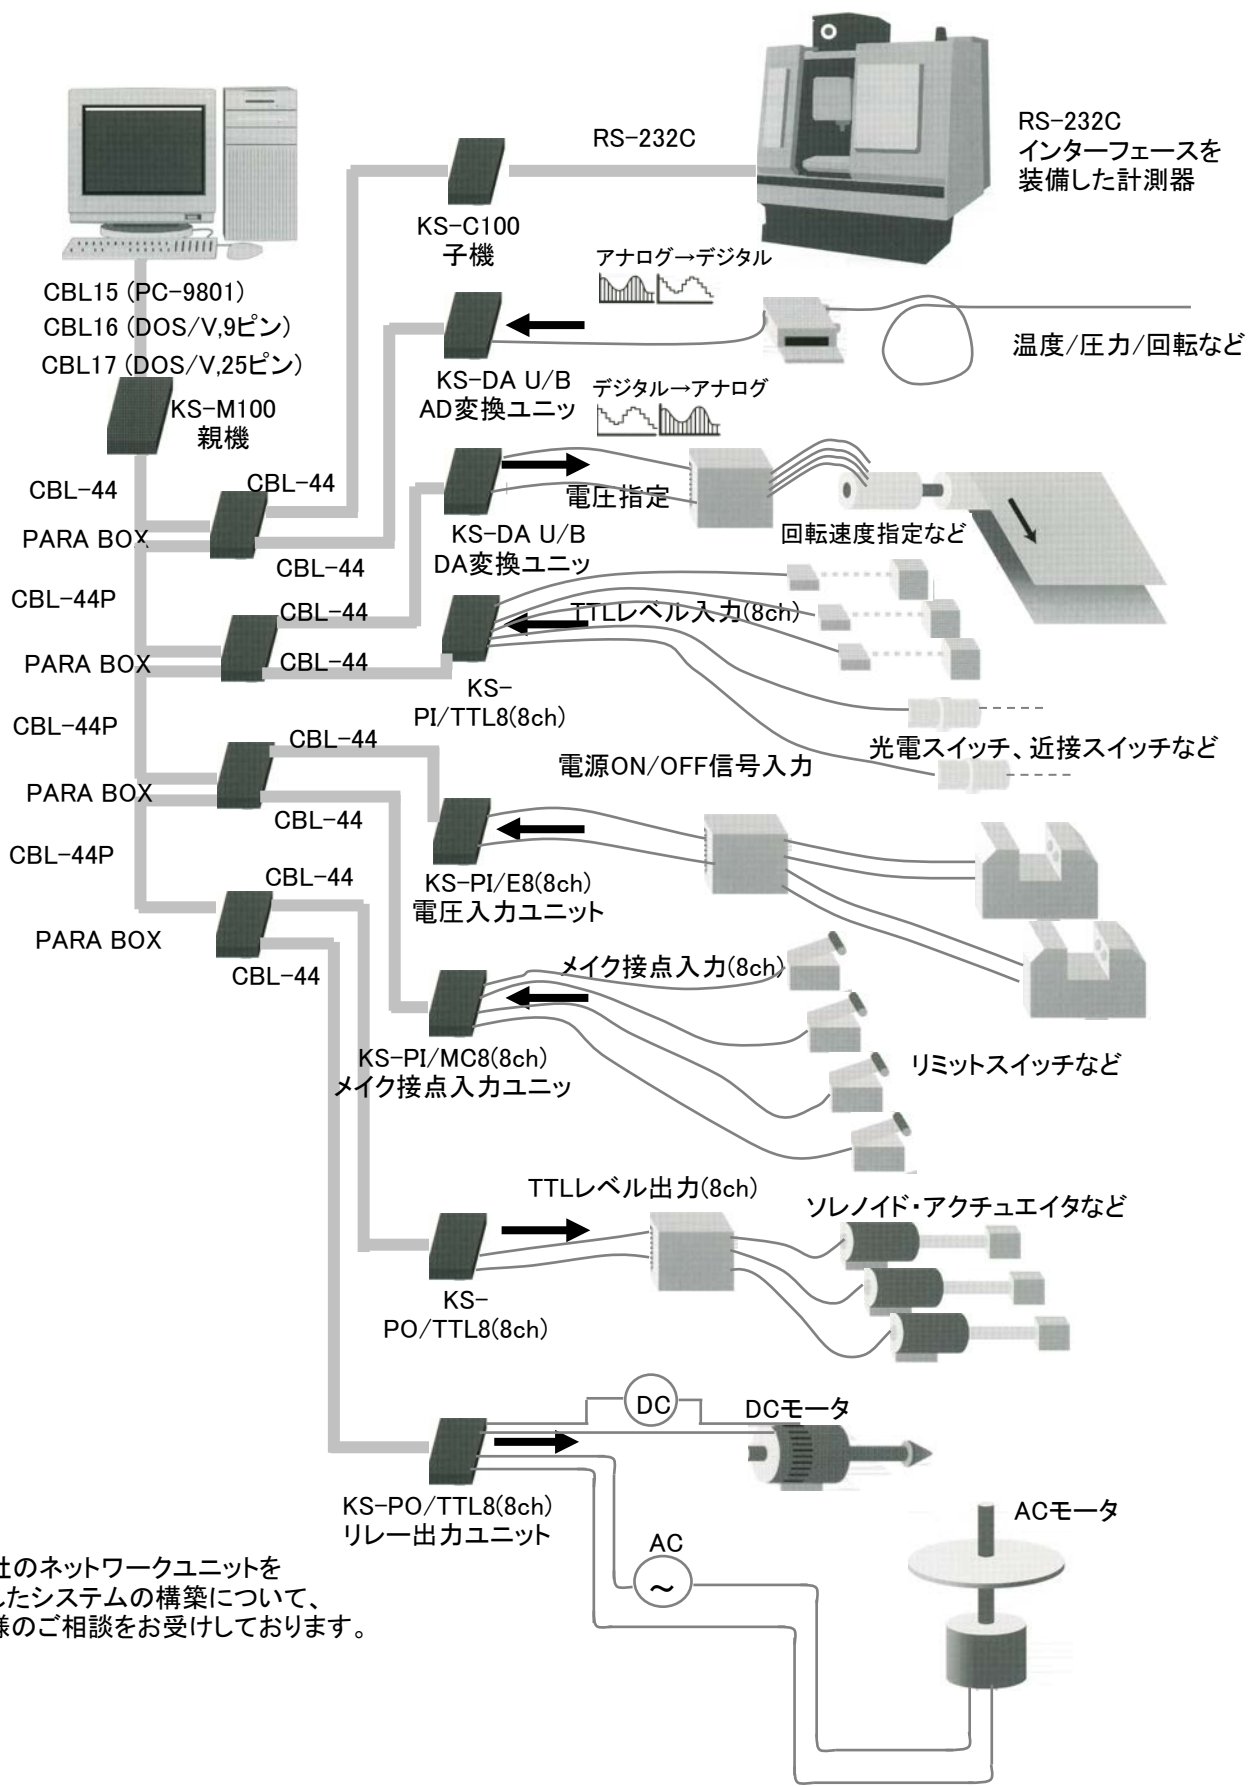 RS-232C
RS-232C
インターフェースを
装備した計測器
KS-C100
子機
アナログ→デジタル
CBL15 (PC-9801)
CBL16 (DOS/V,9ピン)
CBL17 (DOS/V,25ピン)
温度/圧力/回転など
KS-DA U/B
AD変換ユニッ
デジタル→アナログ
KS-M100
親機
CBL-44
CBL-44
電圧指定
PARA BOX
KS-DA U/B
DA変換ユニッ
回転速度指定など
CBL-44
CBL-44P
CBL-44
TTLレベル入力(8ch)
PARA BOX
CBL-44
KS-
PI/TTL8(8ch)
CBL-44P
CBL-44
光電スイッチ、近接スイッチなど
電源ON/OFF信号入力
PARA BOX
CBL-44
CBL-44P
CBL-44
KS-PI/E8(8ch)
電圧入力ユニット
PARA BOX
CBL-44
メイク接点入力(8ch)
KS-PI/MC8(8ch)
メイク接点入力ユニッ
リミットスイッチなど
TTLレベル出力(8ch)
ソレノイド・アクチュエイタなど
KS-
PO/TTL8(8ch)
DC
DCモータ
KS-PO/TTL8(8ch)
リレー出力ユニット
ACモータ
AC
～
社のネットワークユニットを
したシステムの構築について、
様のご相談をお受けしております。